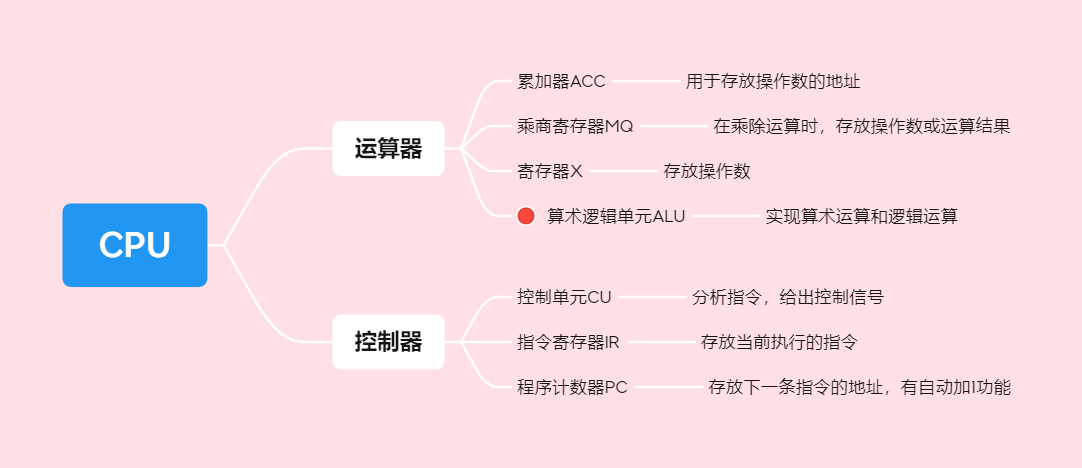 CPU
运算器
累加器ACC
用于存放操作数的地址
乘商寄存器MQ
在乘除运算时，存放操作数或运算结果
寄存器X
存放操作数
算术逻辑单元ALU
实现算术运算和逻辑运算
控制器
控制单元CU
分析指令，给出控制信号
指令寄存器IR
存放当前执行的指令
程序计数器PC
存放下一条指令的地址，有自动加1功能